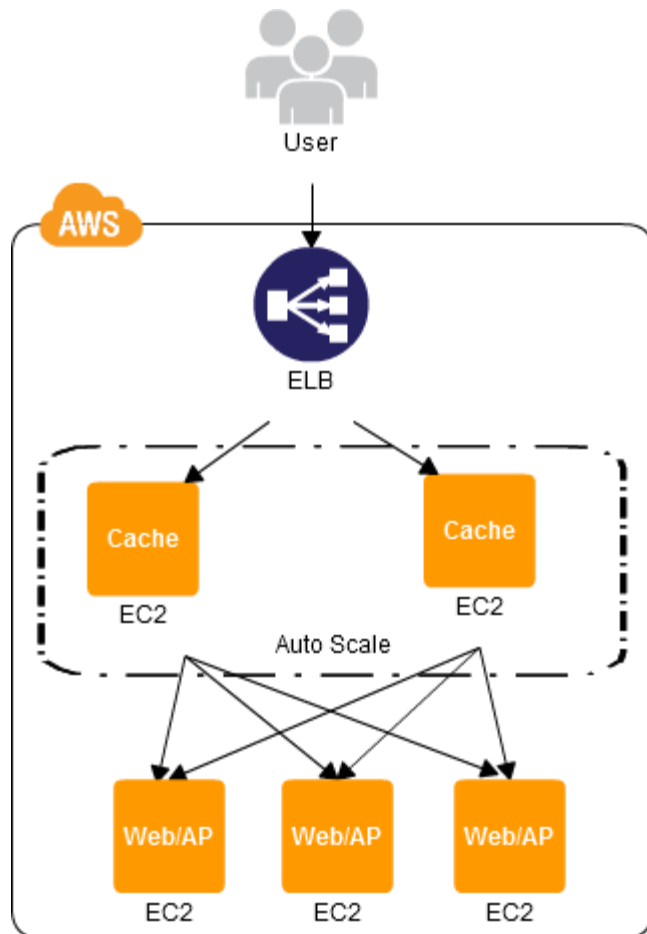 User
AWS
ELB
Cache
Cache
EC2
EC2
Auto Scale
Web/AP
Web/AP
Web/AP
EC2
EC2
EC2